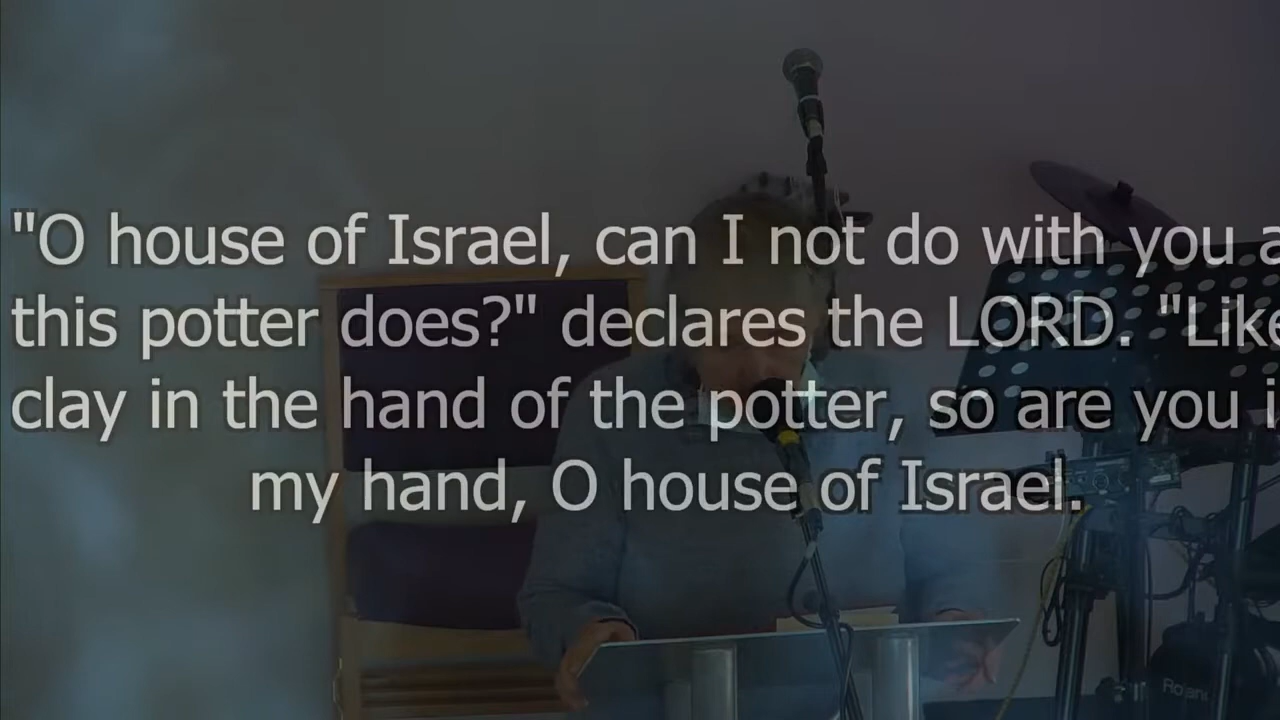 "O house of Israel, can I not do with you a
this potter does?" declares the LORD. "Like
clay in the hand of the potter, so are you i
my hand, O house of Israel.
Roland